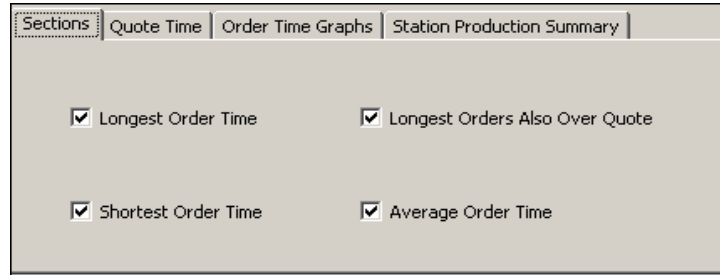 Sections Quote Time Order Time Graphs Station Production Summary
Longest Order Time Longest Orders Also Over Quote
Shortest Order Time Average Order Time